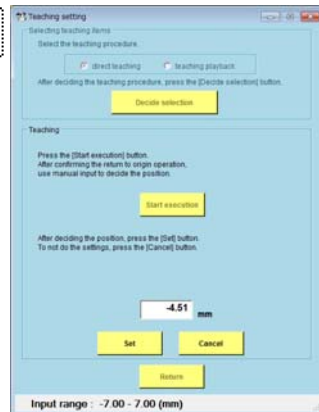 Teaching setting
Selecting teaching items
Select the teaching procedure.
direct teaching
teaching playback
After deciding the teaching procedure, press the [Decide selection] button.
Decide selection
Teaching
Press the [Start execution] button.
After confirming the return to origin operation,
use manual input to decide the position.
Start execution
After deciding the position, press the [Set] button.
To not do the settings, press the [Cancel] button.
-4.51 mm
Set
Cancel
Return
Input range : -7.00 - 7.00 (mm)